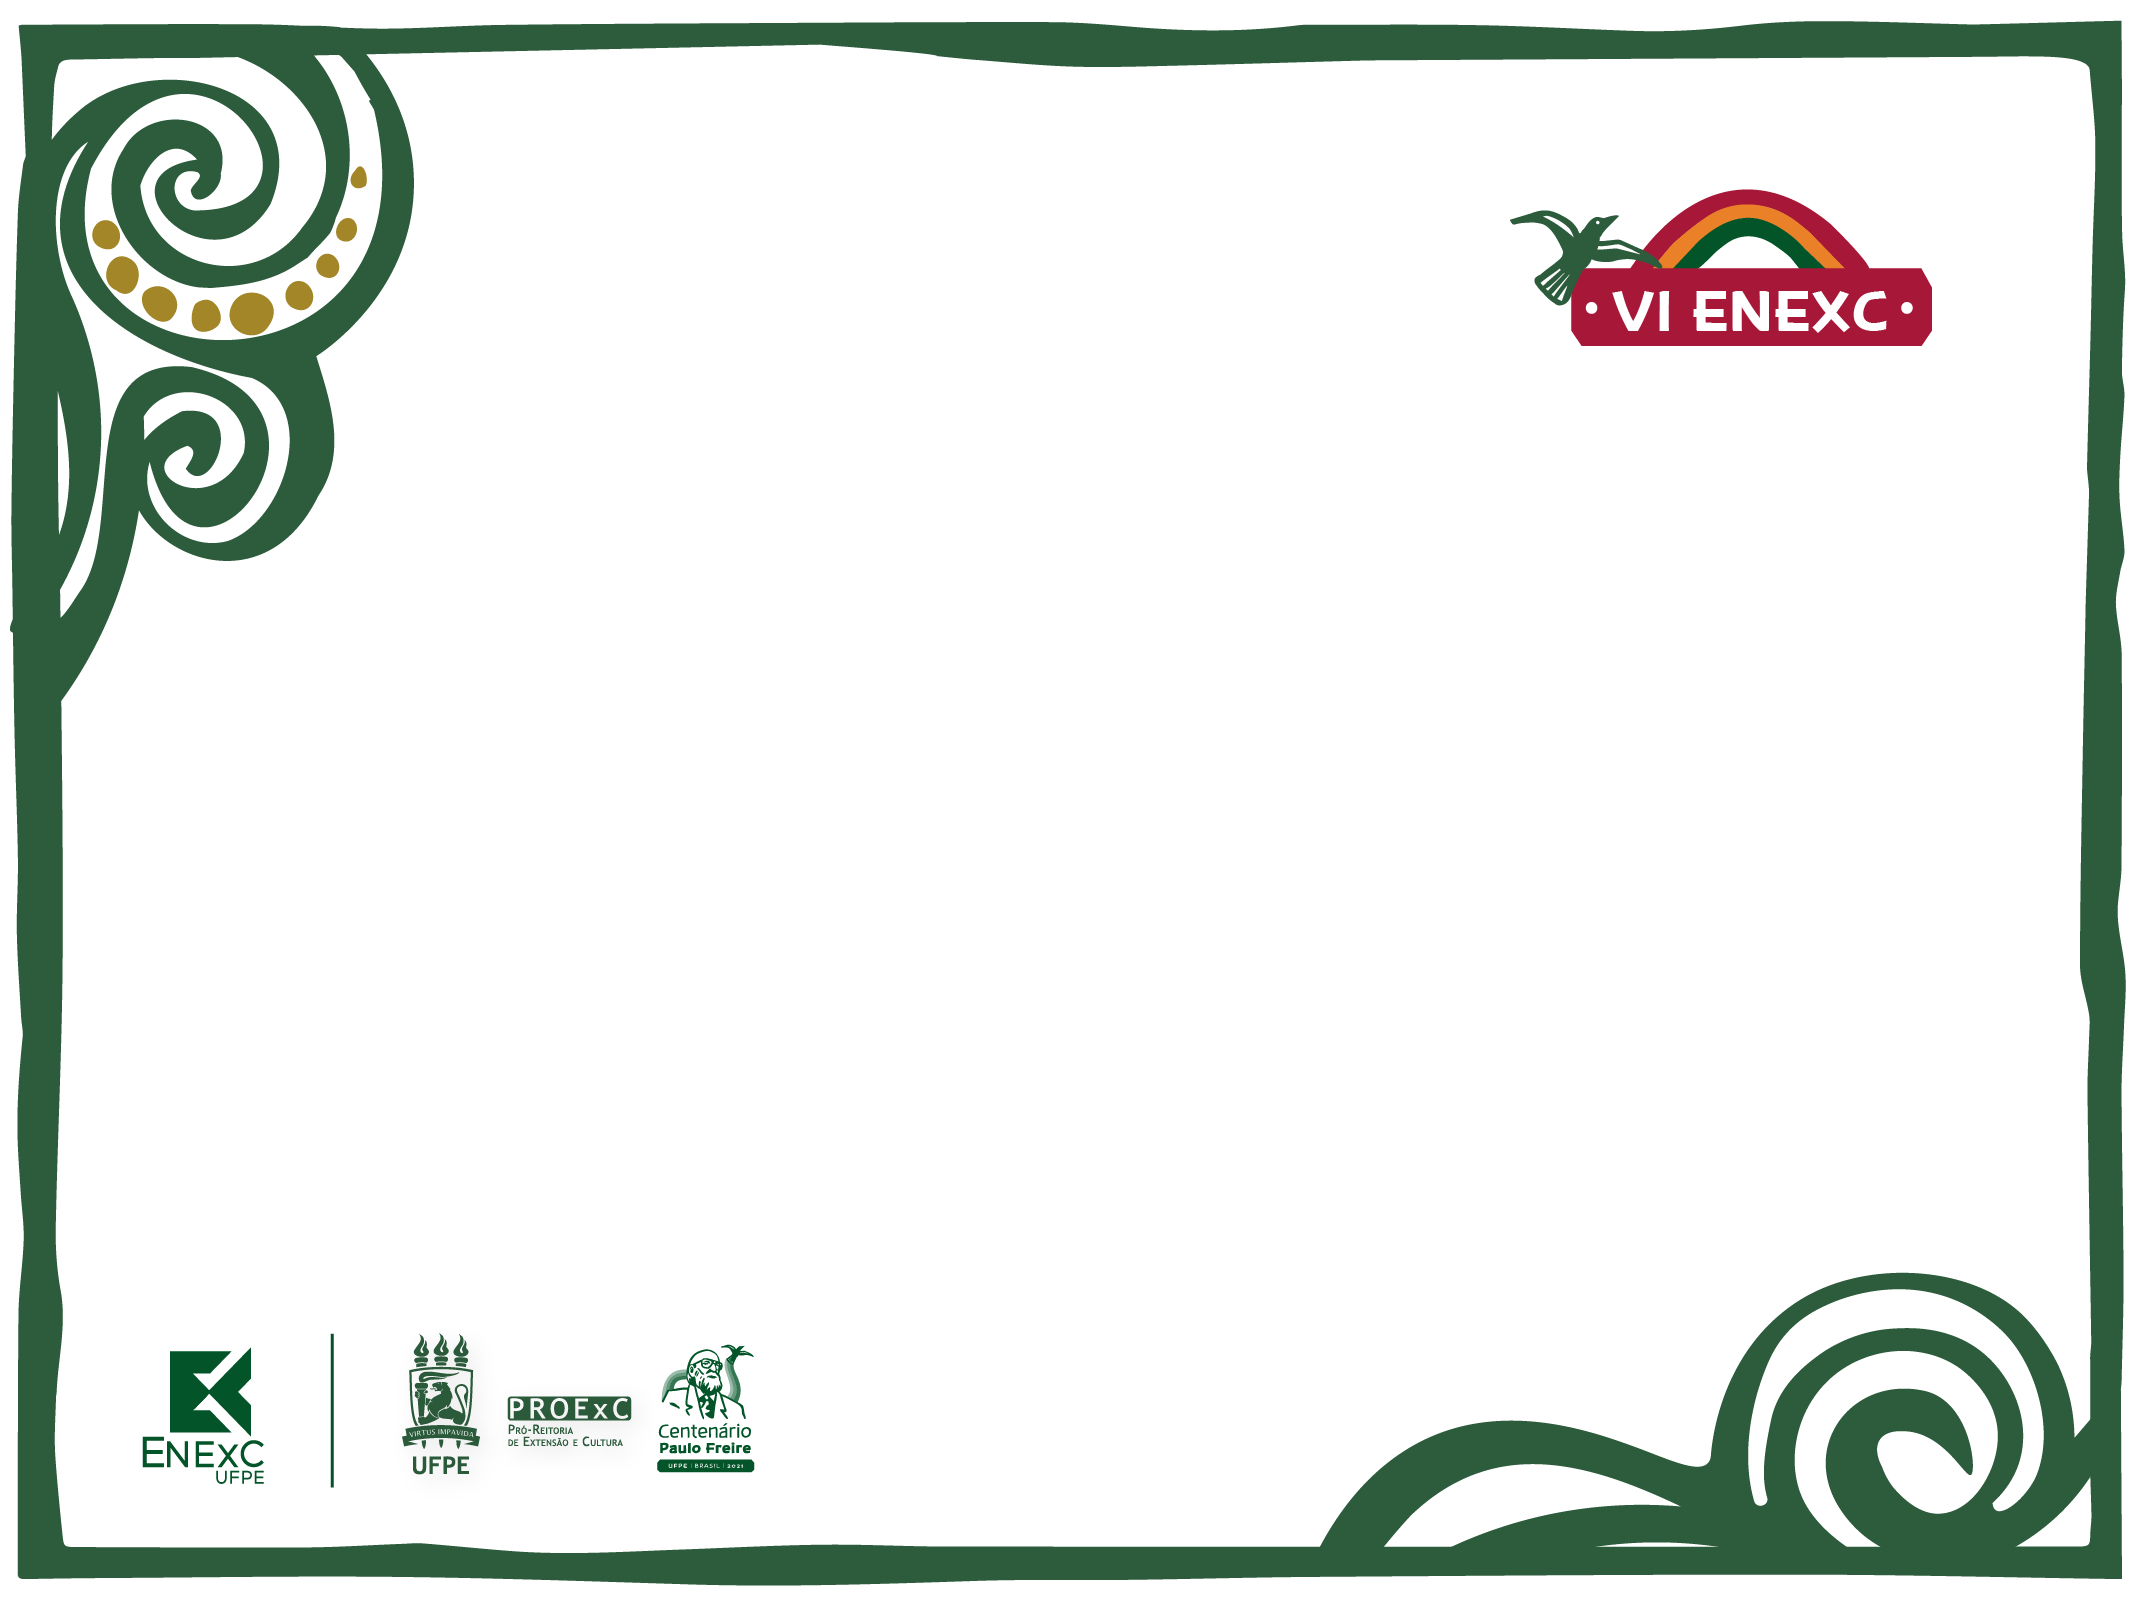 • VI ENEXC •
ENEXC
UFPE
VIRTUS IMPAVIDA
UFPE
PROExC
PRÓ-REITORIA
DE EXTENSÃO E CULTURA
Centenário
Paulo Freire
UFPE | BRASIL | 2021